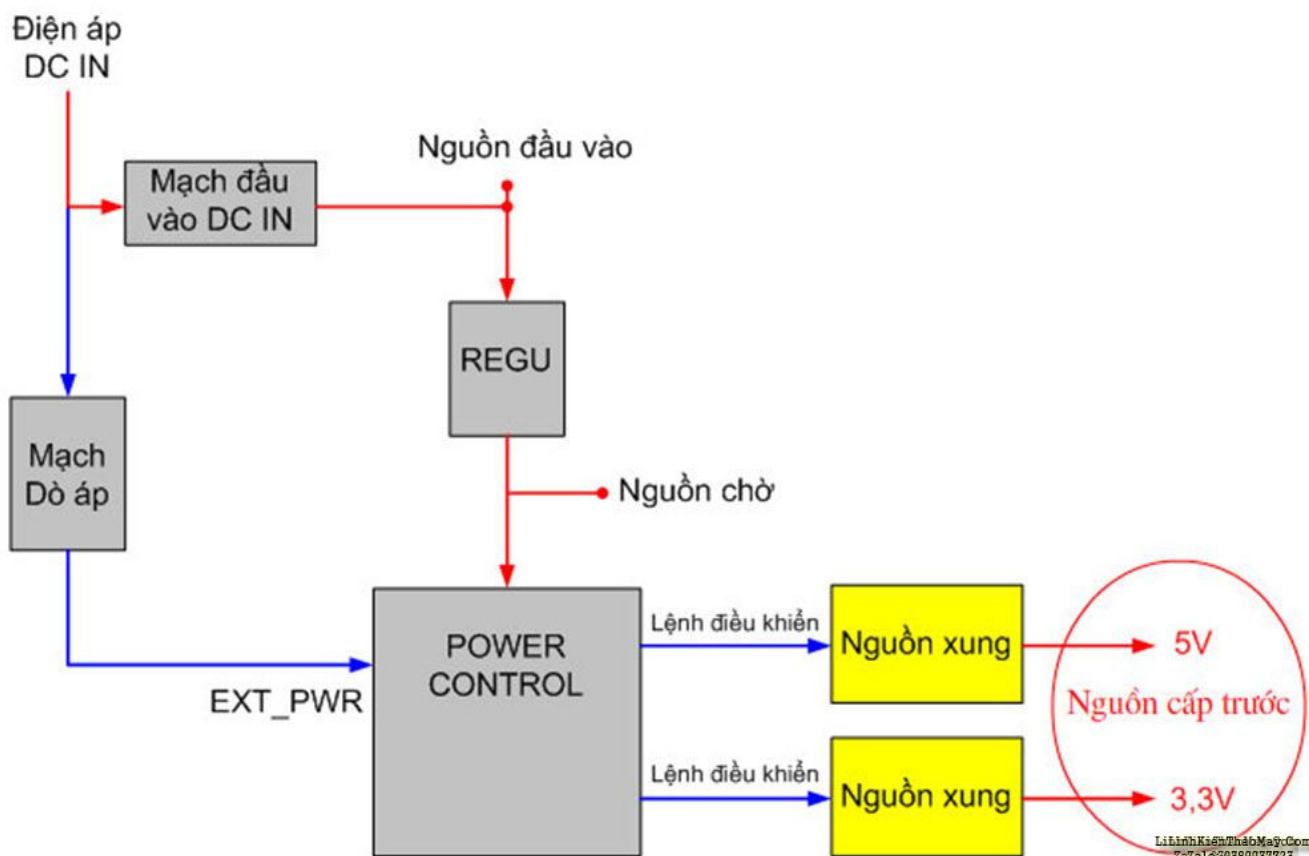 Điện áp
DC IN
Nguồn đầu vào
Mạch đầu
vào DC IN
REGU
Mạch
Dò áp
Nguồn chờ
POWER
CONTROL
EXT_PWR
Lệnh điều khiển
Nguồn xung
5V
Nguồn cấp trước
Lệnh điều khiển
Nguồn xung
3,3V